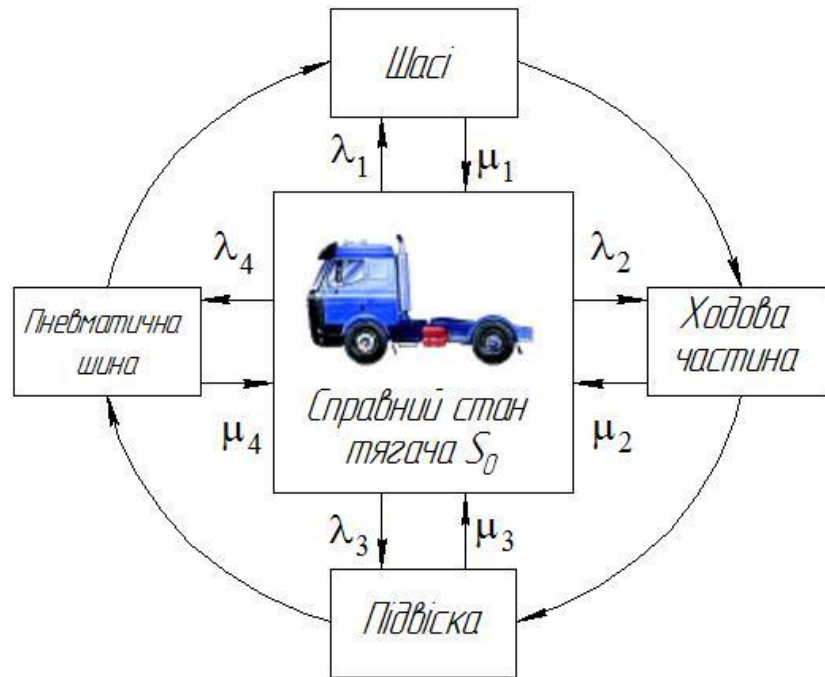 Шасі
λ1
μ1
λ4
λ2
Пневматична
шина
Ходова
частина
Справний стан
тягача S0
μ4
μ2
λ3
μ3
Підвіска